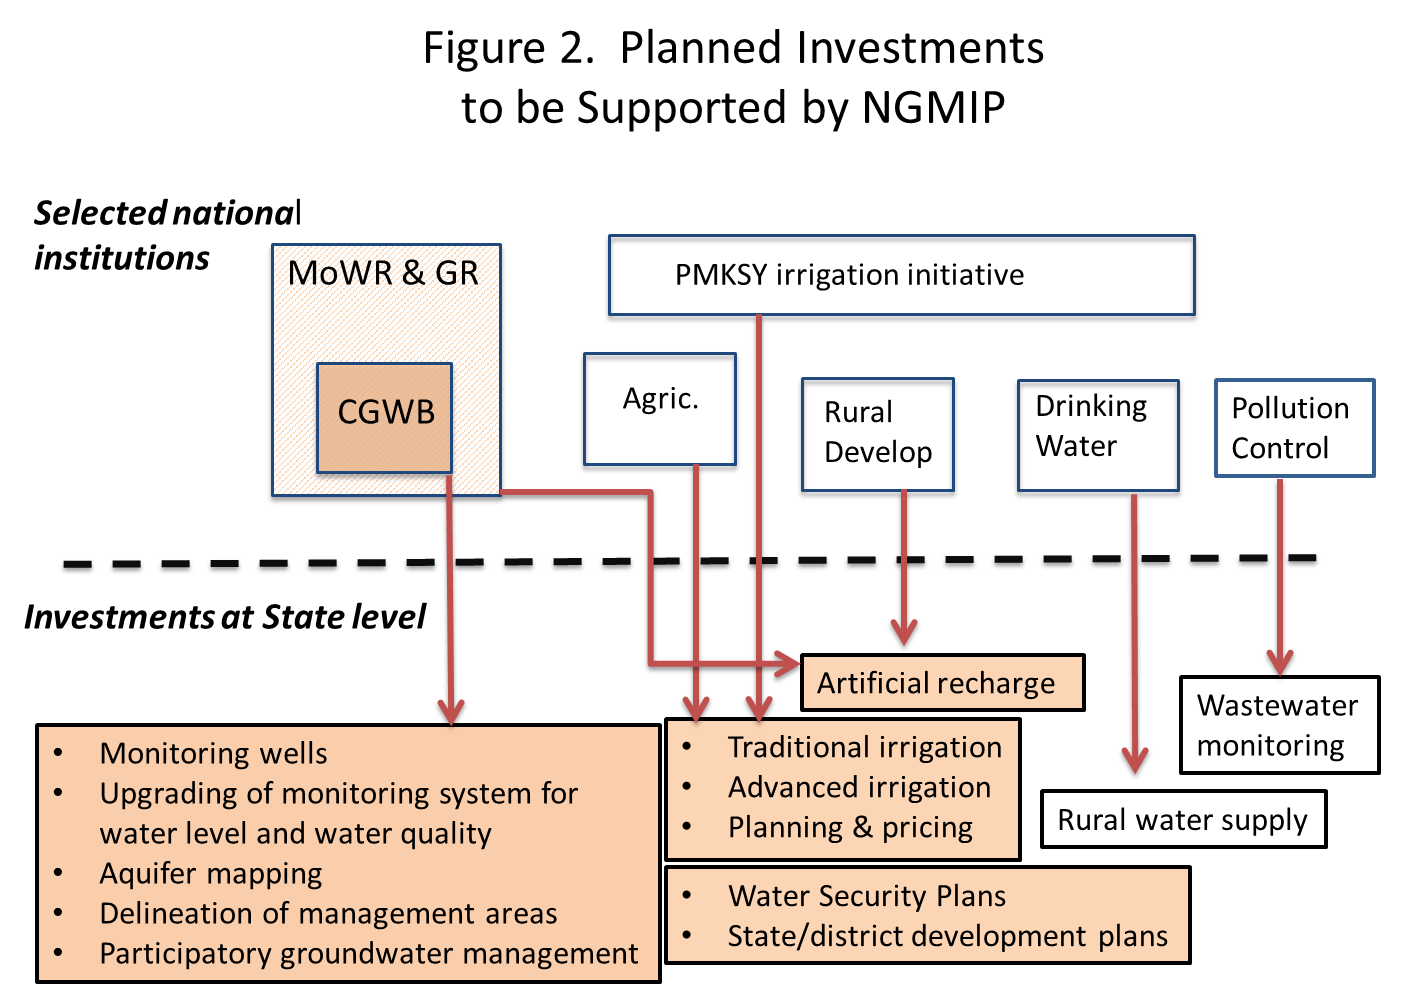 Figure 2. Planned Investments
to be Supported by NGMIP
Selected national
institutions
MoWR & GR
CGWB
PMKSY irrigation initiative
Agric.
Rural
Develop
Drinking
Water
Pollution
Control
Investments at State level
Artificial recharge
Wastewater
monitoring
Rural water supply
• Monitoring wells
• Upgrading of monitoring system for
water level and water quality
• Aquifer mapping
• Delineation of management areas
• Participatory groundwater management
• Traditional irrigation
• Advanced irrigation
• Planning & pricing
• Water Security Plans
• State/district development plans